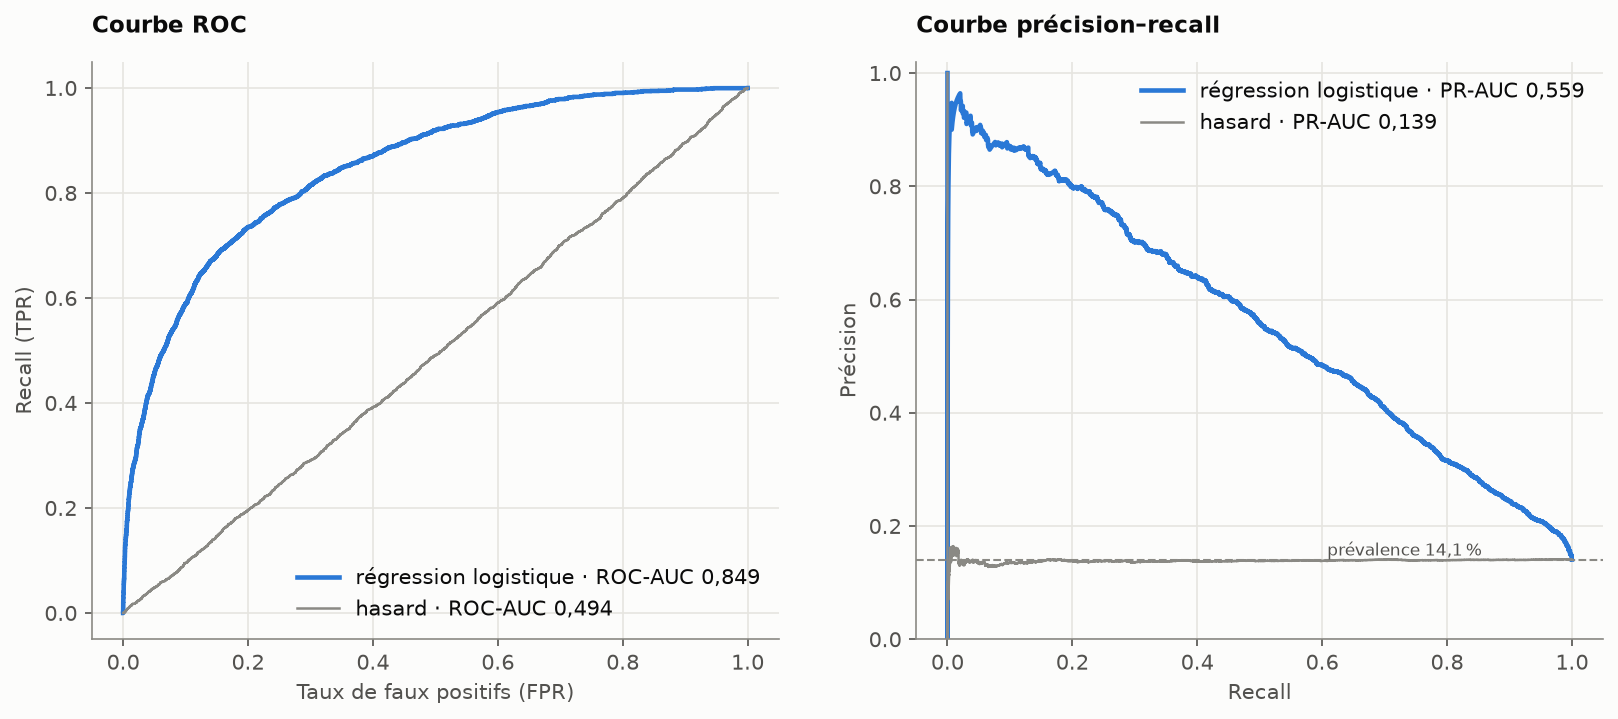 Courbe ROC
Recall (TPR)
1.0
0.8
0.6
0.4
0.2
0.0
régression logistique · ROC-AUC 0,849
hasard · ROC-AUC 0,494
0.0 0.2 0.4 0.6 0.8 1.0
Taux de faux positifs (FPR)
Courbe précision–recall
Précision
1.0
0.8
0.6
0.4
0.2
0.0
régression logistique · PR-AUC 0,559
hasard · PR-AUC 0,139
prévalence 14,1 %
0.0 0.2 0.4 0.6 0.8 1.0
Recall